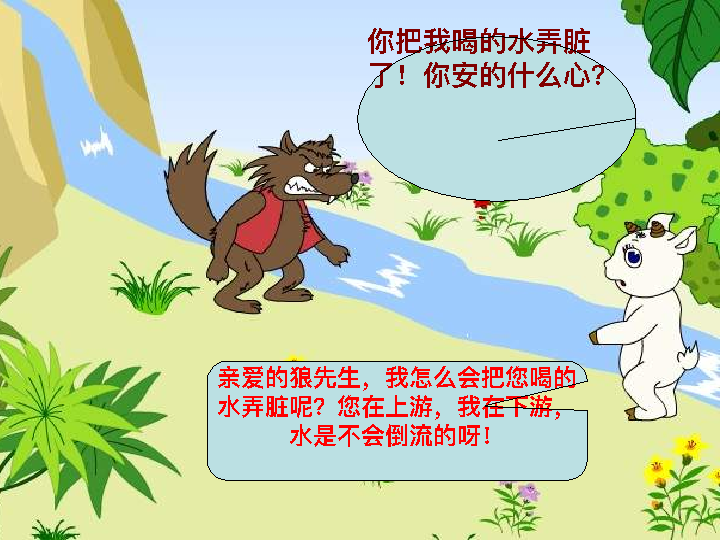 你把我喝的水弄脏
了！你安的什么心？
亲爱的狼先生，我怎么会把您喝的
水弄脏呢？您在上游，我在下游，
水是不会倒流的呀！